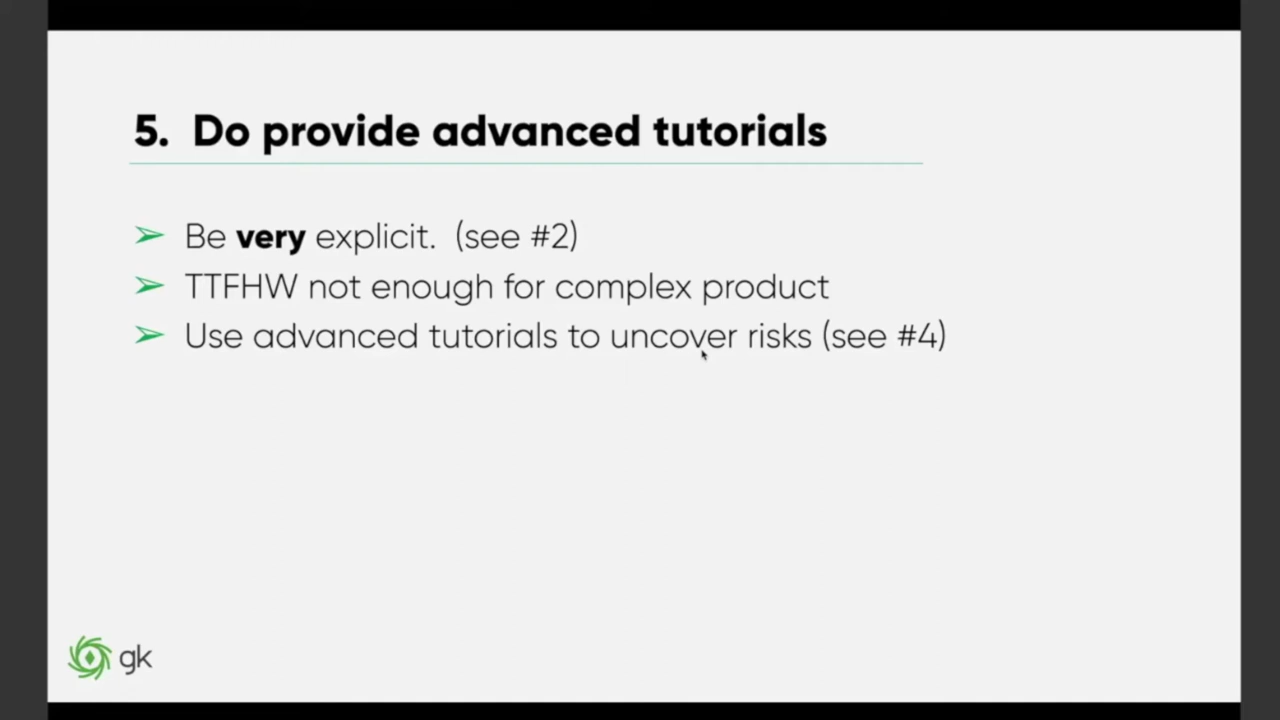 5. Do provide advanced tutorials
➢ Be very explicit. (see #2)
➢ TTFHW not enough for complex product
➢ Use advanced tutorials to uncover risks (see #4)
gk